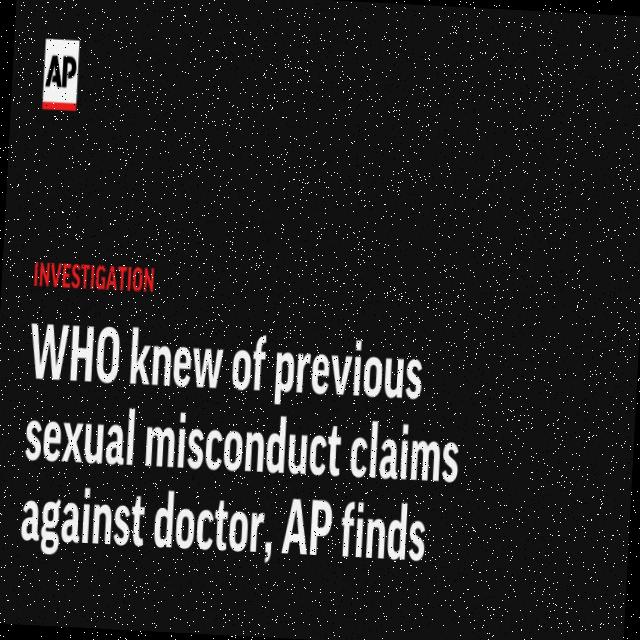 AP
INVESTIGATION
WHO knew of previous
sexual misconduct claims
against doctor, AP finds